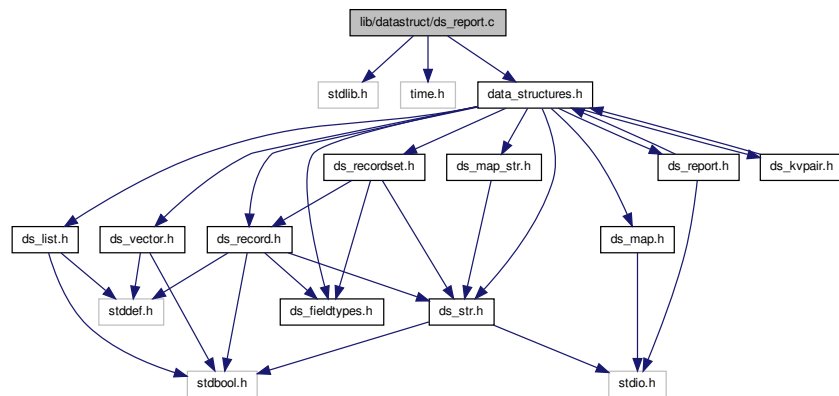 lib/datastruct/ds_report.c
stdlib.h
time.h
data_structures.h
ds_recordset.h
ds_map_str.h
ds_report.h
ds_kvpair.h
ds_list.h
ds_vector.h
ds_record.h
ds_map.h
stddef.h
ds_fieldtypes.h
ds_str.h
stdbool.h
stdio.h